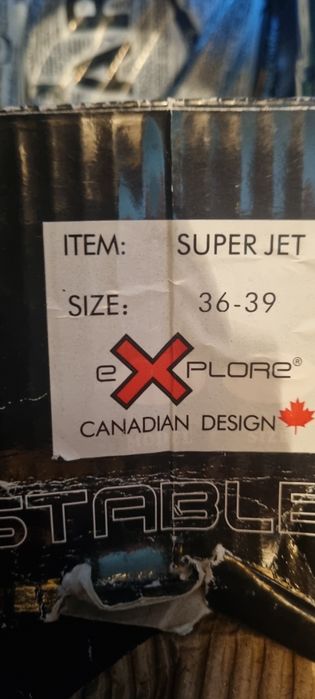 ITEM: SUPER JET
SIZE: 36-39
eXPLORe®
CANADIAN DESIGN
STABLE